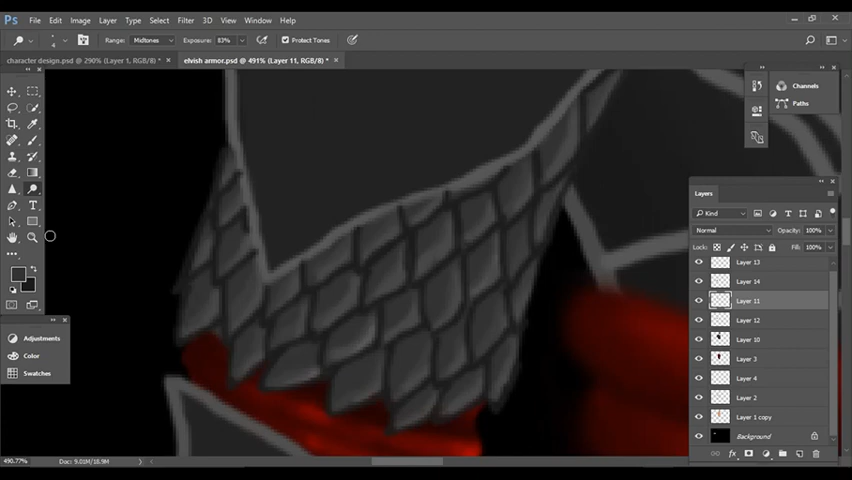 Ps File Edit Image Layer Type Select Filter 3D View Window Help
4 Range: Midtones Exposure: 83% Protect Tones
character design.psd @ 290% (Layer 1, RGB/8) * × elvish armor.psd @ 491% (Layer 11, RGB/8) * ×
Channels
Paths
Layers
Kind
Normal Opacity: 100%
Lock: Fill: 100%
Layer 13
Layer 14
Layer 11
Layer 12
Layer 10
Layer 3
Layer 4
Layer 2
Layer 1 copy
Background
Adjustments
Color
Swatches
490.77% Doc: 9.01M/18.9M